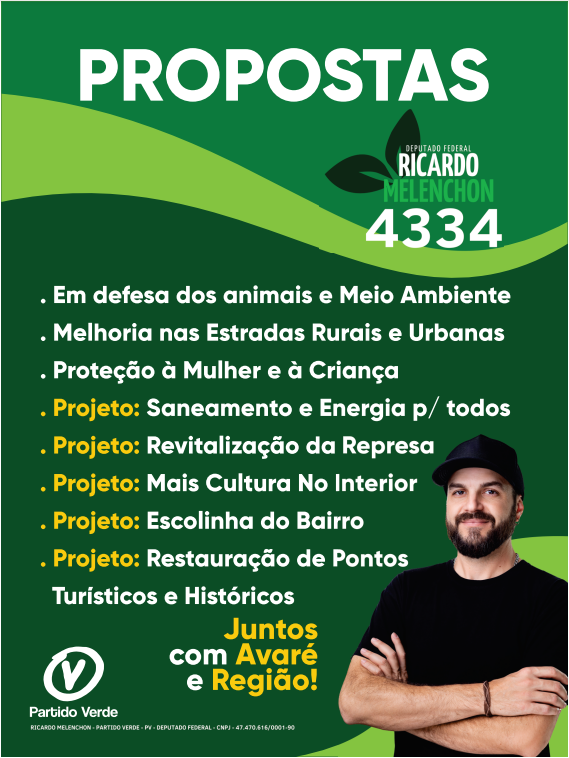 PROPOSTAS
DEPUTADO FEDERAL
RICARDO
MELENCHON
4334
. Em defesa dos animais e Meio Ambiente
. Melhoria nas Estradas Rurais e Urbanas
. Proteção à Mulher e à Criança
. Projeto: Saneamento e Energia p/ todos
. Projeto: Revitalização da Represa
. Projeto: Mais Cultura No Interior
. Projeto: Escolinha do Bairro
. Projeto: Restauração de Pontos
Turísticos e Históricos
Juntos
com Avaré
e Região!
V
Partido Verde
RICARDO MELENCHON - PARTIDO VERDE - PV - DEPUTADO FEDERAL - CNPJ - 47.470.616/0001-90